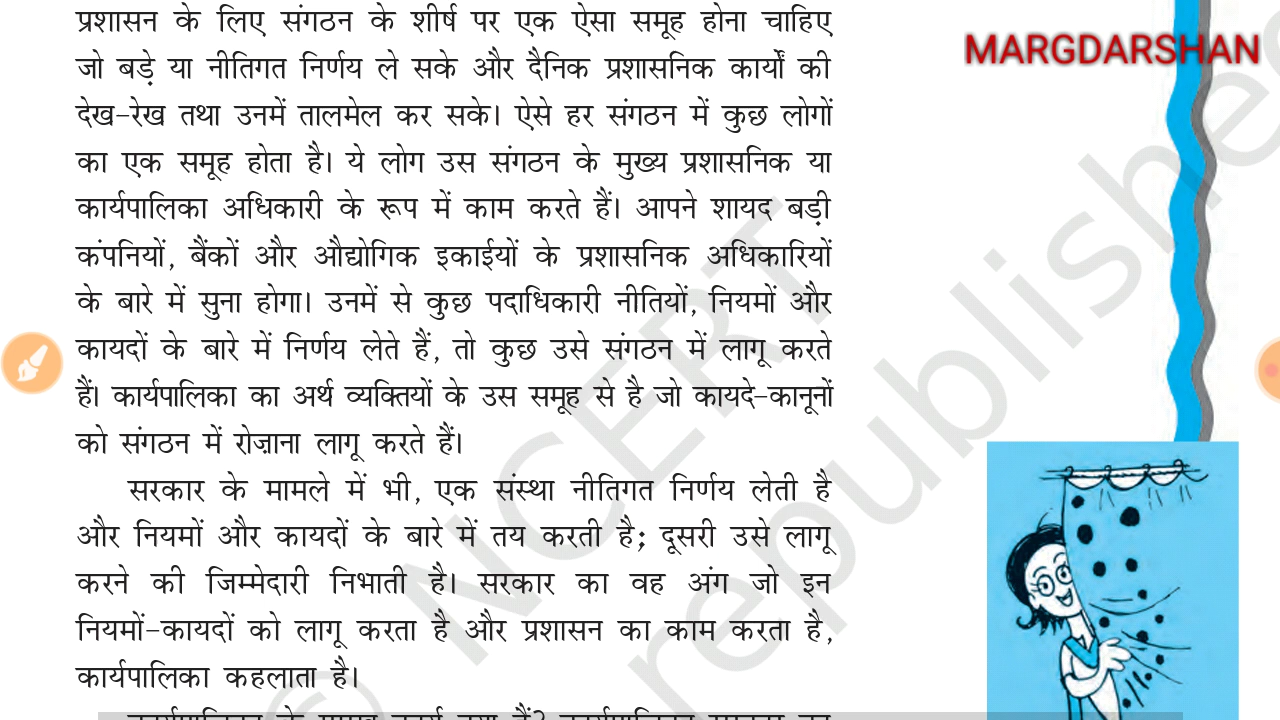 प्रशासन के लिए संगठन के शीर्ष पर एक ऐसा समूह होना चाहिए
MARGDARSHAN
जो बड़े या नीतिगत निर्णय ले सके और दैनिक प्रशासनिक कार्यों की
देख-रेख तथा उनमें तालमेल कर सके। ऐसे हर संगठन में कुछ लोगों
का एक समूह होता है। ये लोग उस संगठन के मुख्य प्रशासनिक या
कार्यपालिका अधिकारी के रूप में काम करते हैं। आपने शायद बड़ी
कंपनियों, बैंकों और औद्योगिक इकाईयों के प्रशासनिक अधिकारियों
के बारे में सुना होगा। उनमें से कुछ पदाधिकारी नीतियों, नियमों और
कायदों के बारे में निर्णय लेते हैं, तो कुछ उसे संगठन में लागू करते
हैं। कार्यपालिका का अर्थ व्यक्तियों के उस समूह से है जो कायदे-कानूनों
को संगठन में रोज़ाना लागू करते हैं।
सरकार के मामले में भी, एक संस्था नीतिगत निर्णय लेती है
और नियमों और कायदों के बारे में तय करती है; दूसरी उसे लागू
करने की जिम्मेदारी निभाती है। सरकार का वह अंग जो इन
नियमों-कायदों को लागू करता है और प्रशासन का काम करता है,
कार्यपालिका कहलाता है।
© NCERT
republishe